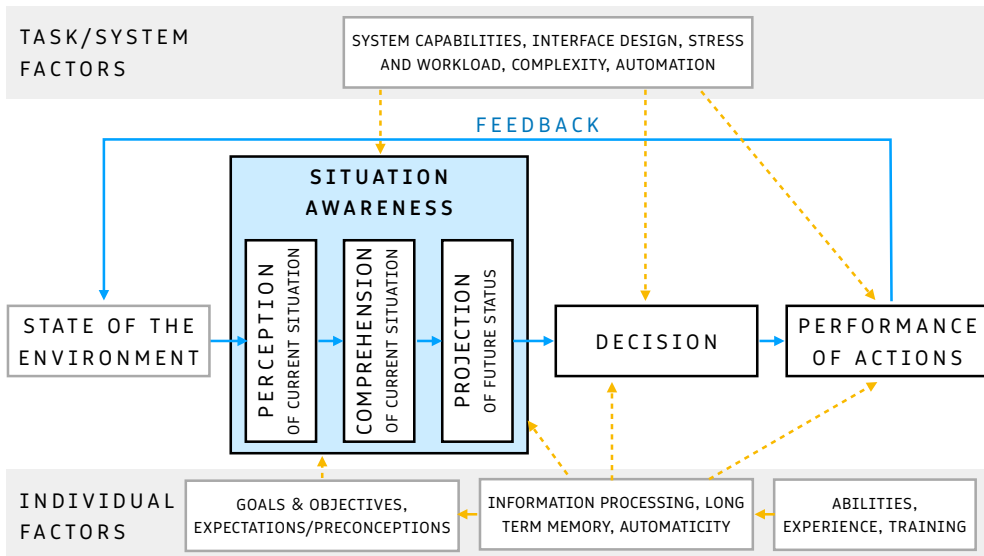 TASK/SYSTEM
FACTORS
SYSTEM CAPABILITIES, INTERFACE DESIGN, STRESS
AND WORKLOAD, COMPLEXITY, AUTOMATION
FEEDBACK
SITUATION
AWARENESS
PERCEPTION
OF CURRENT SITUATION
COMPREHENSION
OF CURRENT SITUATION
PROJECTION
OF FUTURE STATUS
STATE OF THE
ENVIRONMENT
DECISION
PERFORMANCE
OF ACTIONS
INDIVIDUAL
FACTORS
GOALS & OBJECTIVES,
EXPECTATIONS/PRECONCEPTIONS
INFORMATION PROCESSING, LONG
TERM MEMORY, AUTOMATICITY
ABILITIES,
EXPERIENCE, TRAINING